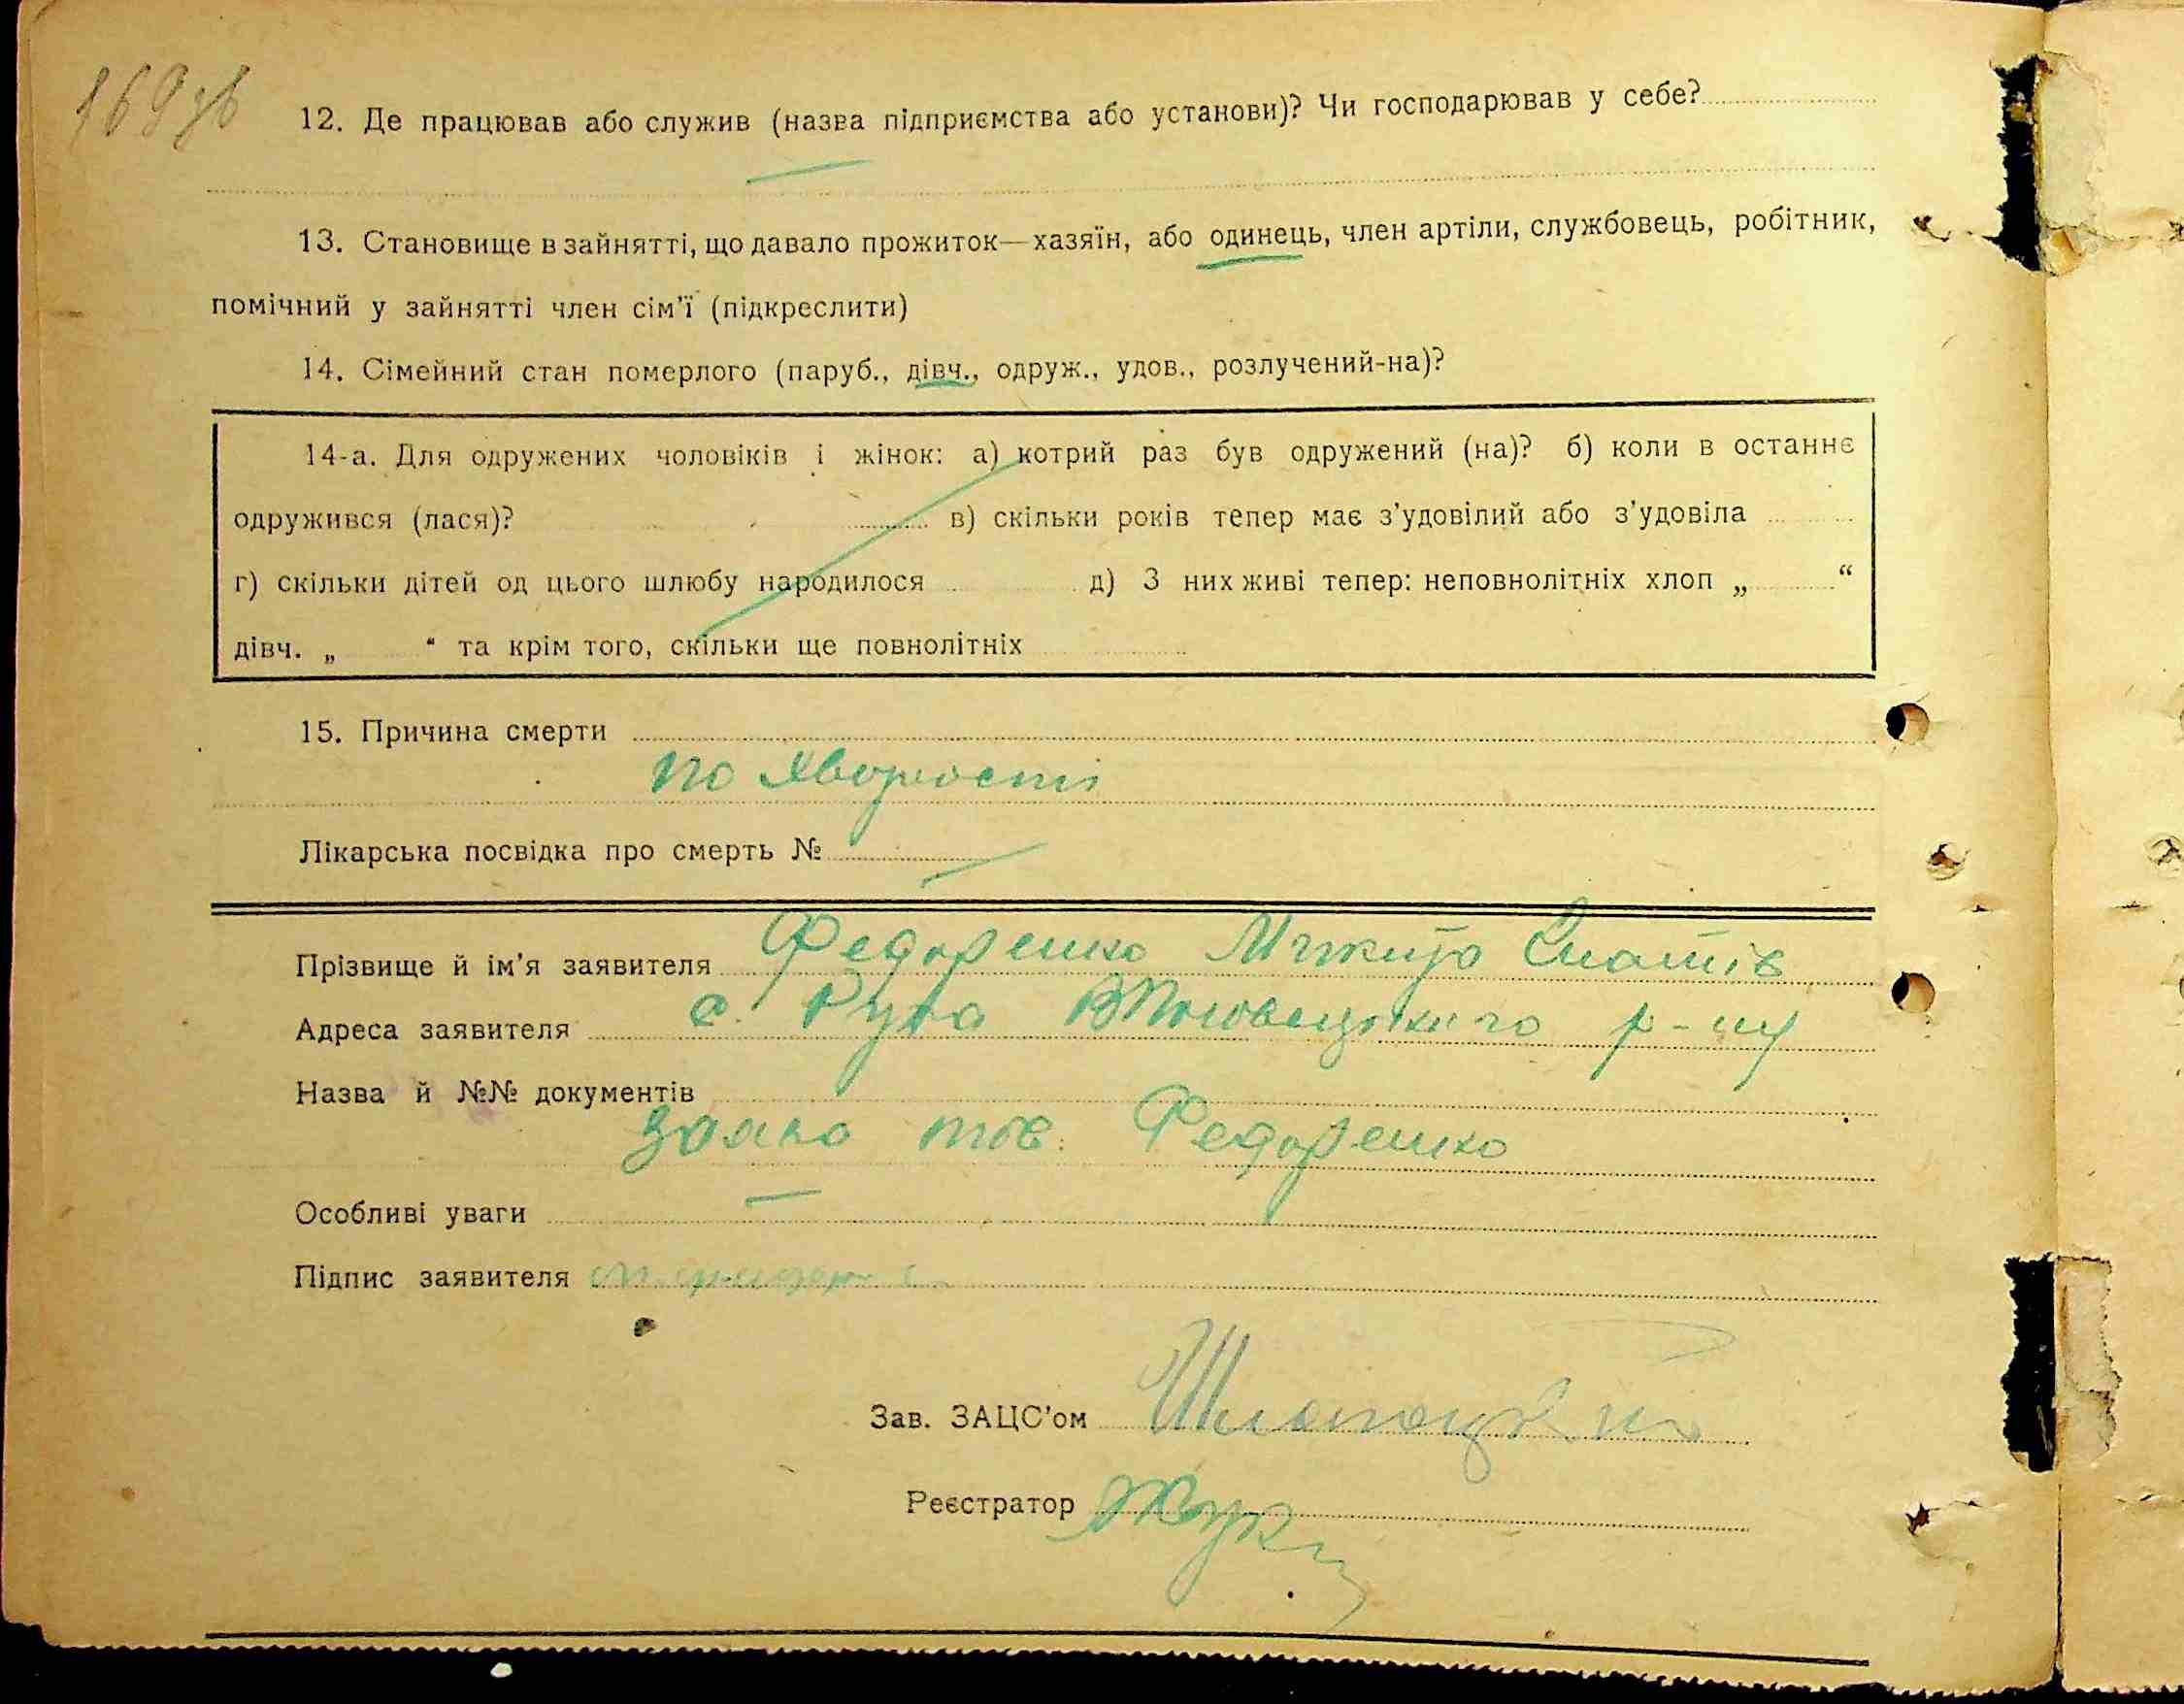 169 зв
12. Де працював або служив (назва підприємства або установи)? Чи господарював у себе?
13. Становище в зайнятті, що давало прожиток—хазяїн, або одинець, член артіли, службовець, робітник,
помічний у зайнятті член сім'ї (підкреслити)
14. Сімейний стан померлого (паруб., дівч., одруж., удов., розлучений-на)?
14-а. Для одружених чоловіків і жінок: а) котрий раз був одружений (на)? б) коли в останнє
одружився (лася)? в) скільки років тепер має з'удовілий або з'удовіла
г) скільки дітей од цього шлюбу народилося д) З них живі тепер: неповнолітніх хлоп „ “
дівч. „ “ та крім того, скільки ще повнолітніх
15. Причина смерти
по хворості
Лікарська посвідка про смерть №
Прізвище й ім'я заявителя Федоренко
Адреса заявителя с. р-ну
Назва й №№ документів
заява тов. Федоренко
Особливі уваги
Підпис заявителя
Зав. ЗАЦС'ом
Реєстратор